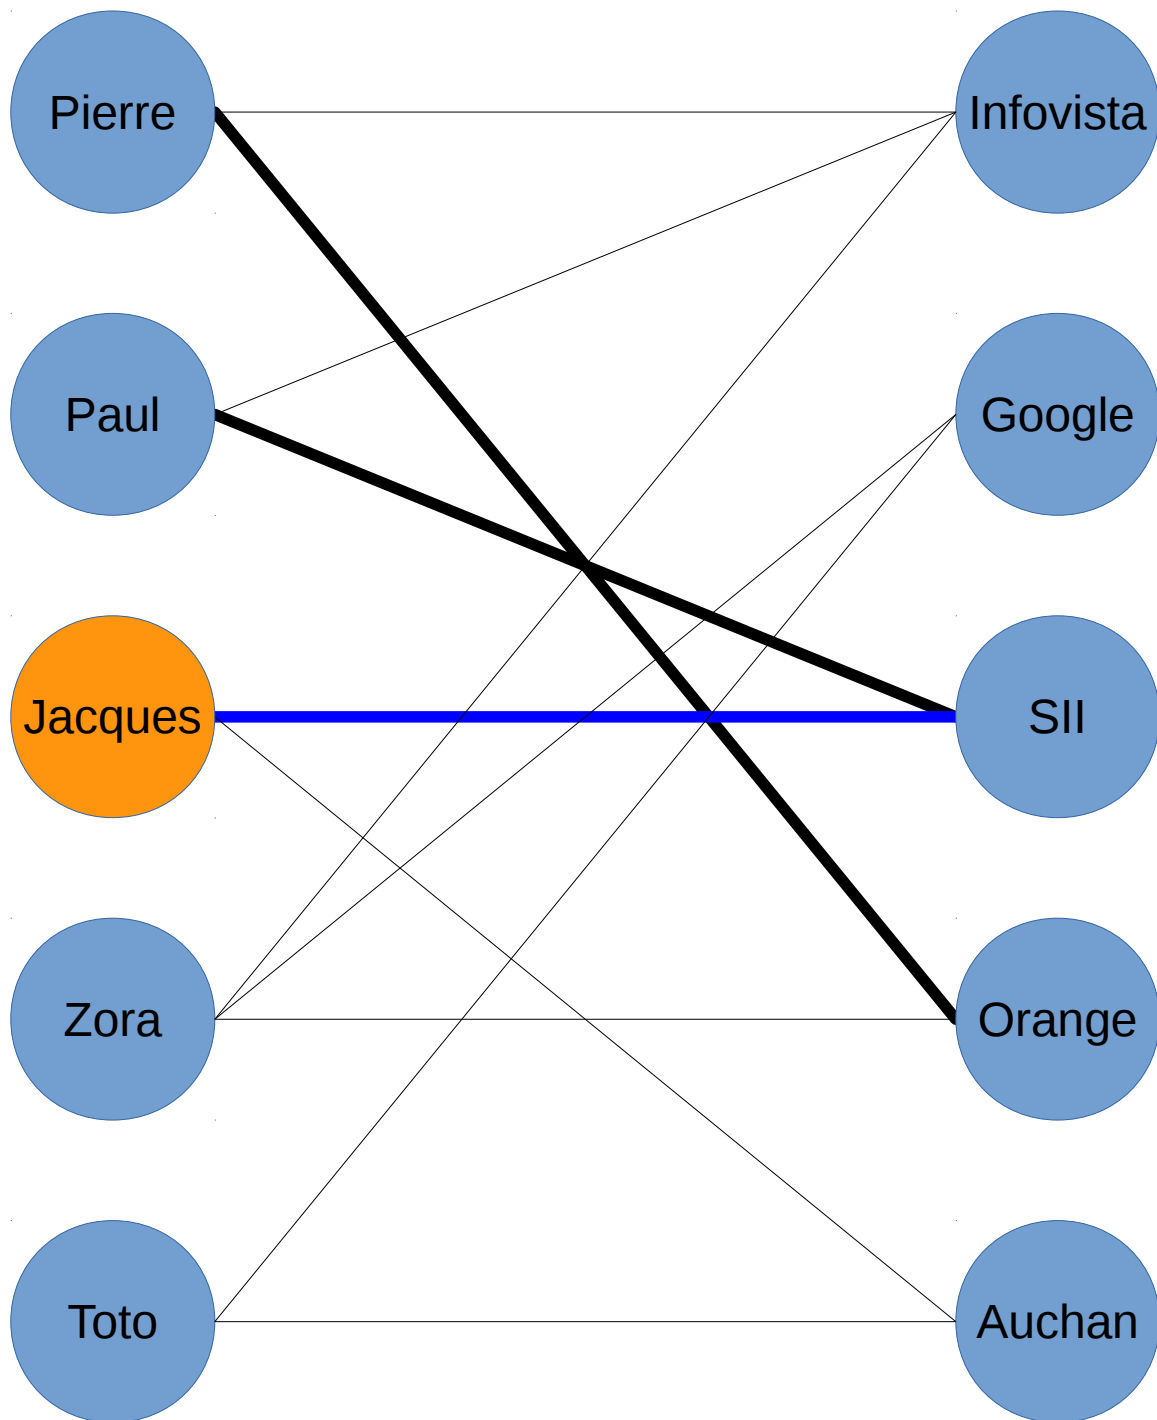 Pierre
Infovista
Paul
Google
Jacques
SII
Zora
Orange
Toto
Auchan